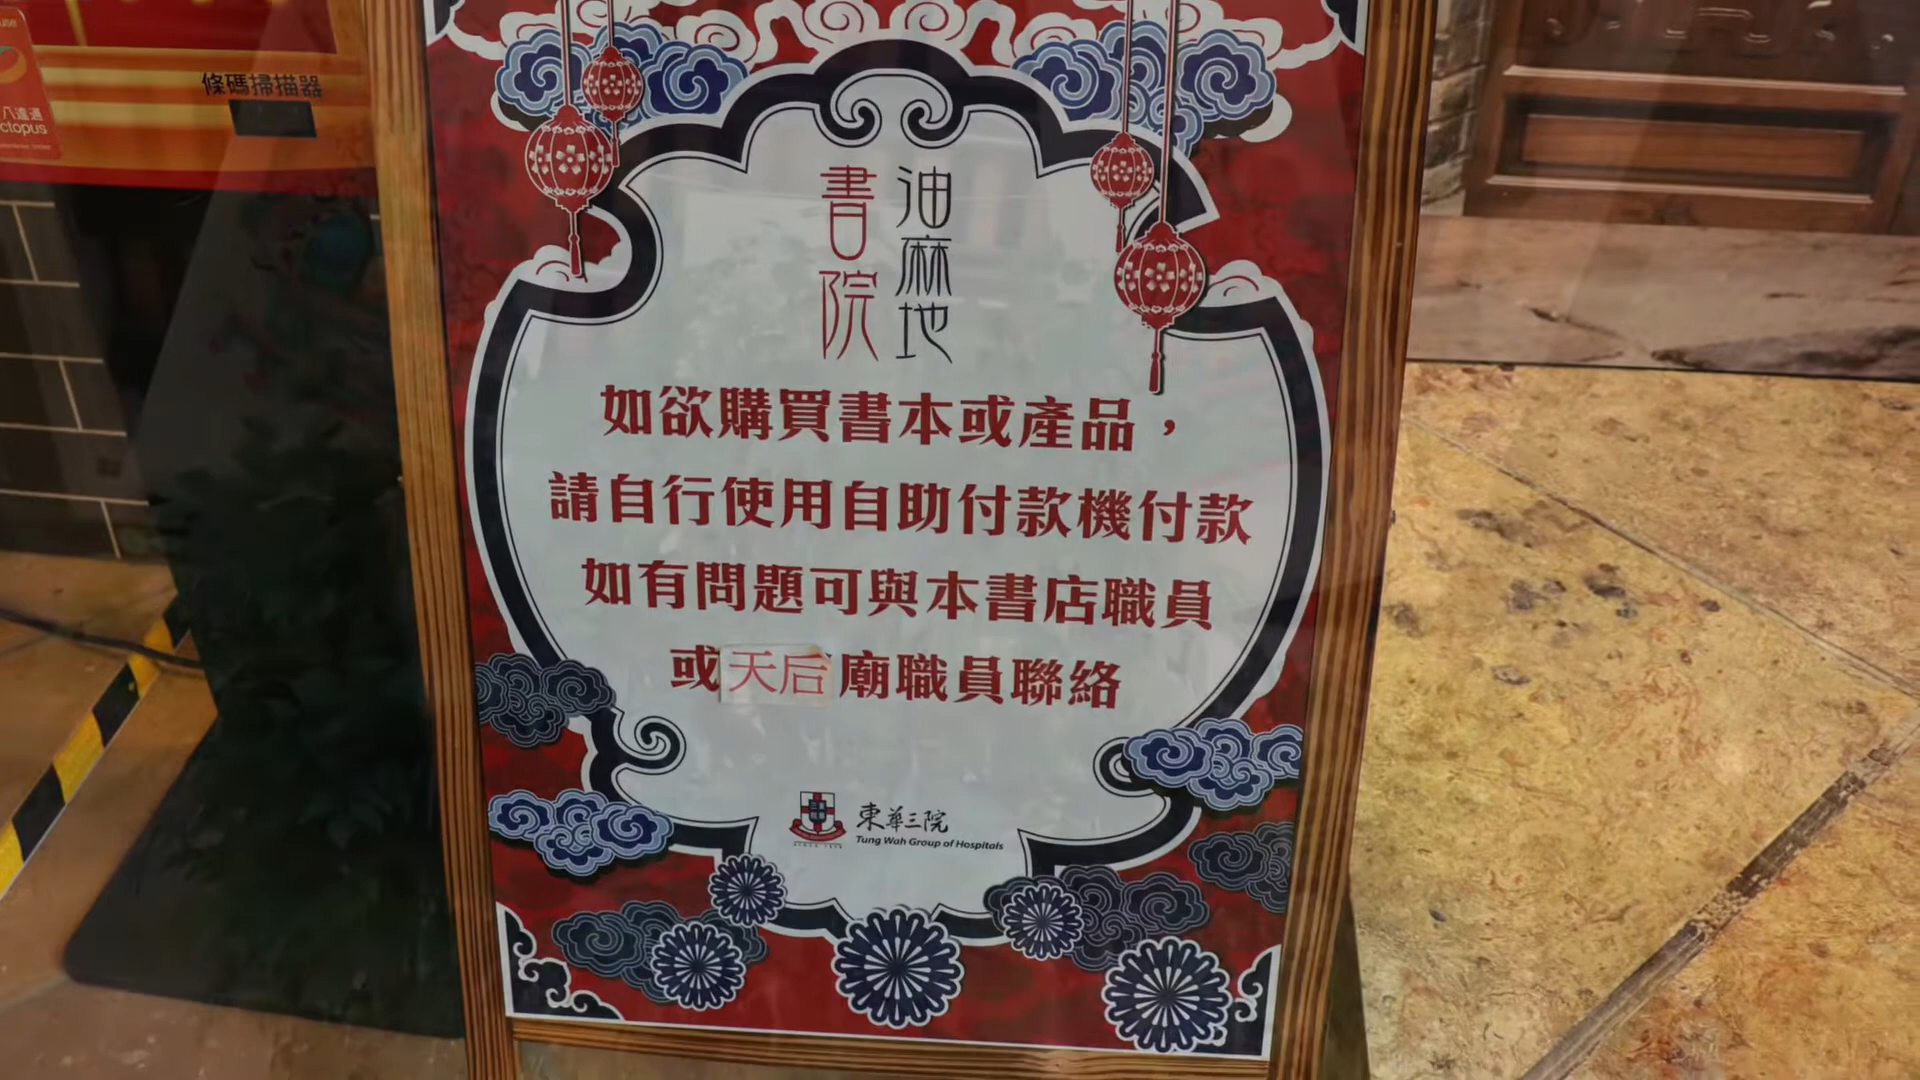 條碼掃描器
八達通
ctopus
油麻地
書院
如欲購買書本或產品，
請自行使用自助付款機付款
如有問題可與本書店職員
或天后廟職員聯絡
東華三院
Tung Wah Group of Hospitals